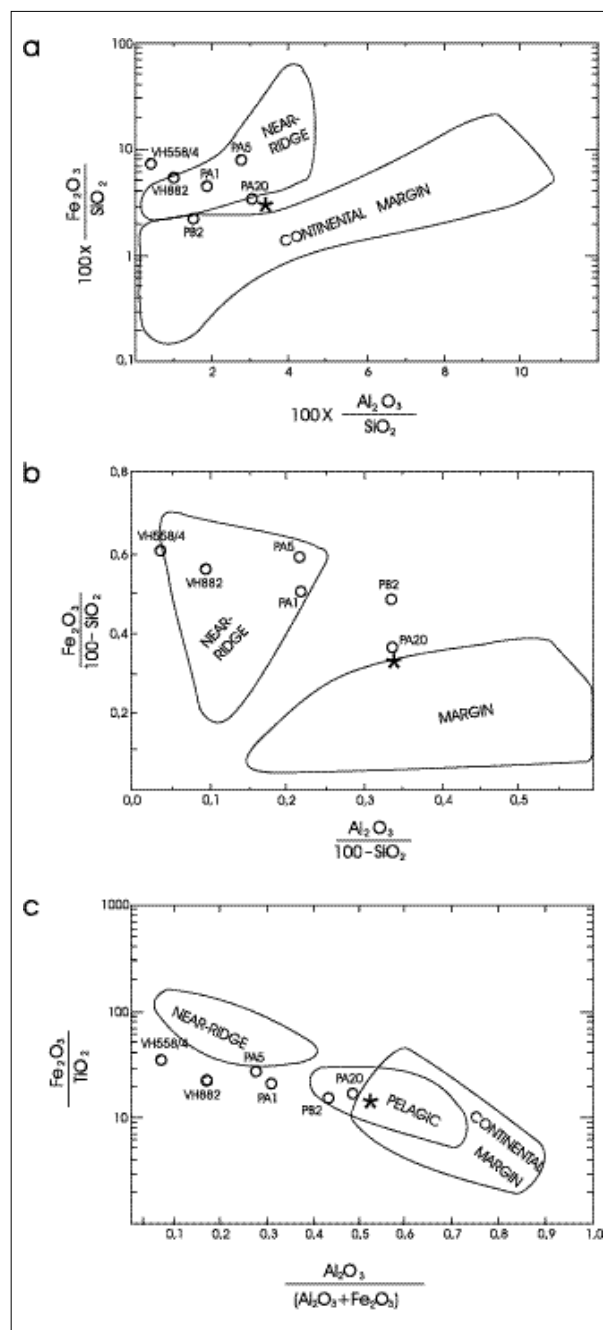 a
100
10
1
0,1
100X Fe2O3
SiO2
VH558/4
VH882
PA1
PA5
PA20
PB2
NEAR-
RIDGE
CONTINENTAL MARGIN
2 4 6 8 10
100X Al2O3
SiO2
b
0,8
0,6
0,4
0,2
Fe2O3
100-SiO2
VH558/4
VH882
PA5
PA1
PB2
PA20
NEAR-
RIDGE
MARGIN
0,0 0,1 0,2 0,3 0,4 0,5
Al2O3
100-SiO2
c
1000
100
10
Fe2O3
TiO2
NEAR-RIDGE
VH558/4
VH882
PA5
PA1
PB2
PA20
PELAGIC
CONTINENTAL
MARGIN
0,1 0,2 0,3 0,4 0,5 0,6 0,7 0,8 0,9 1,0
Al2O3
(Al2O3+Fe2O3)